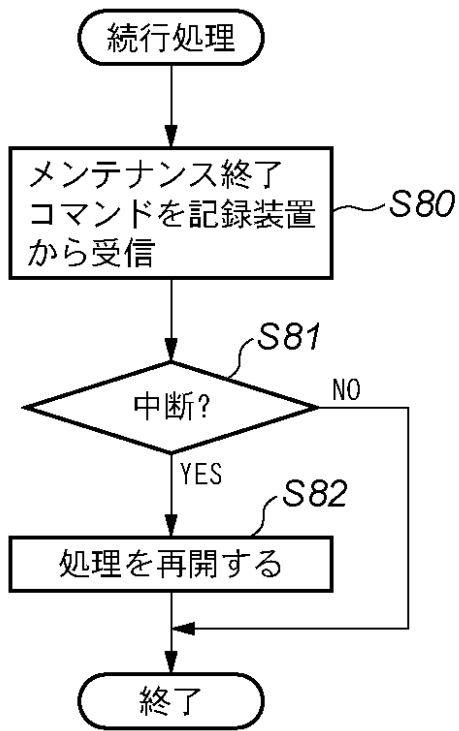 続行処理
メンテナンス終了
コマンドを記録装置
から受信
S80
S81
中断?
NO
YES
S82
処理を再開する
終了